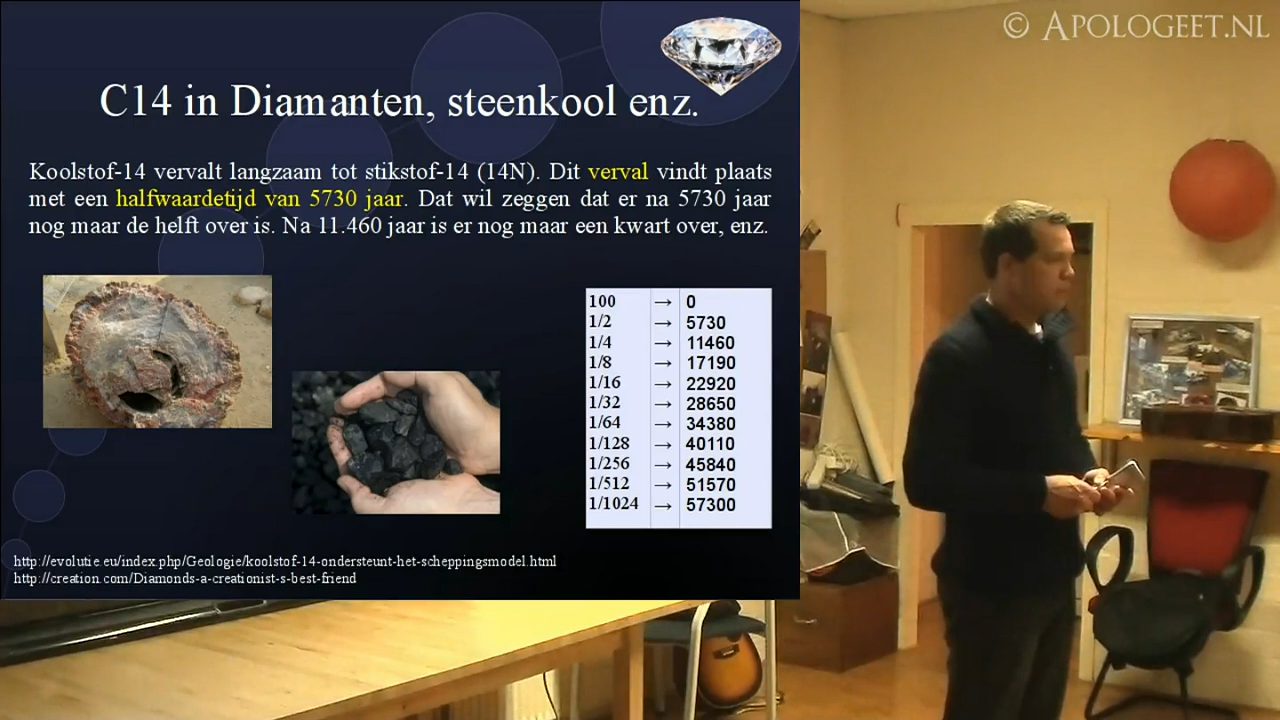 © APOLOGEET.NL
C14 in Diamanten, steenkool enz.
Koolstof-14 vervalt langzaam tot stikstof-14 (14N). Dit verval vindt plaats
met een halfwaardetijd van 5730 jaar. Dat wil zeggen dat er na 5730 jaar
nog maar de helft over is. Na 11.460 jaar is er nog maar een kwart over, enz.
100 → 0
1/2 → 5730
1/4 → 11460
1/8 → 17190
1/16 → 22920
1/32 → 28650
1/64 → 34380
1/128 → 40110
1/256 → 45840
1/512 → 51570
1/1024 → 57300
http://evolutie.eu/index.php/Geologie/koolstof-14-ondersteunt-het-scheppingsmodel.html
http://creation.com/Diamonds-a-creationist-s-best-friend